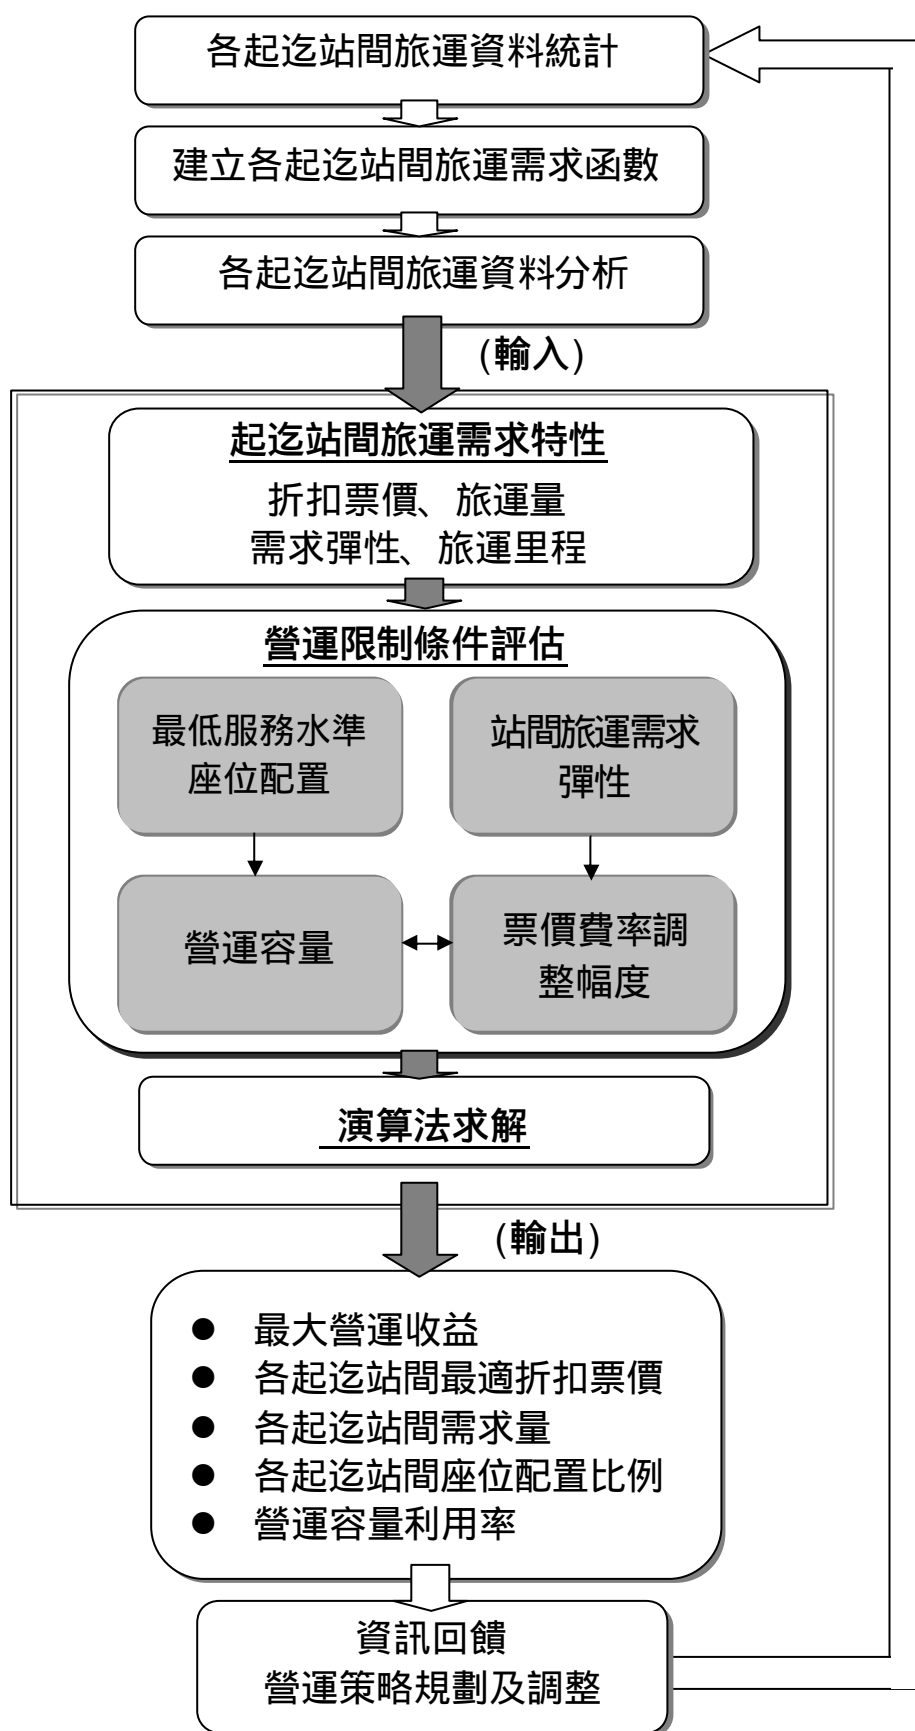 各起迄站間旅運資料統計
建立各起迄站間旅運需求函數
各起迄站間旅運資料分析
(輸入)
起迄站間旅運需求特性
折扣票價、旅運量
需求彈性、旅運里程
營運限制條件評估
最低服務水準
座位配置
站間旅運需求
彈性
營運容量
票價費率調
整幅度
演算法求解
(輸出)
● 最大營運收益
● 各起迄站間最適折扣票價
● 各起迄站間需求量
● 各起迄站間座位配置比例
● 營運容量利用率
資訊回饋
營運策略規劃及調整